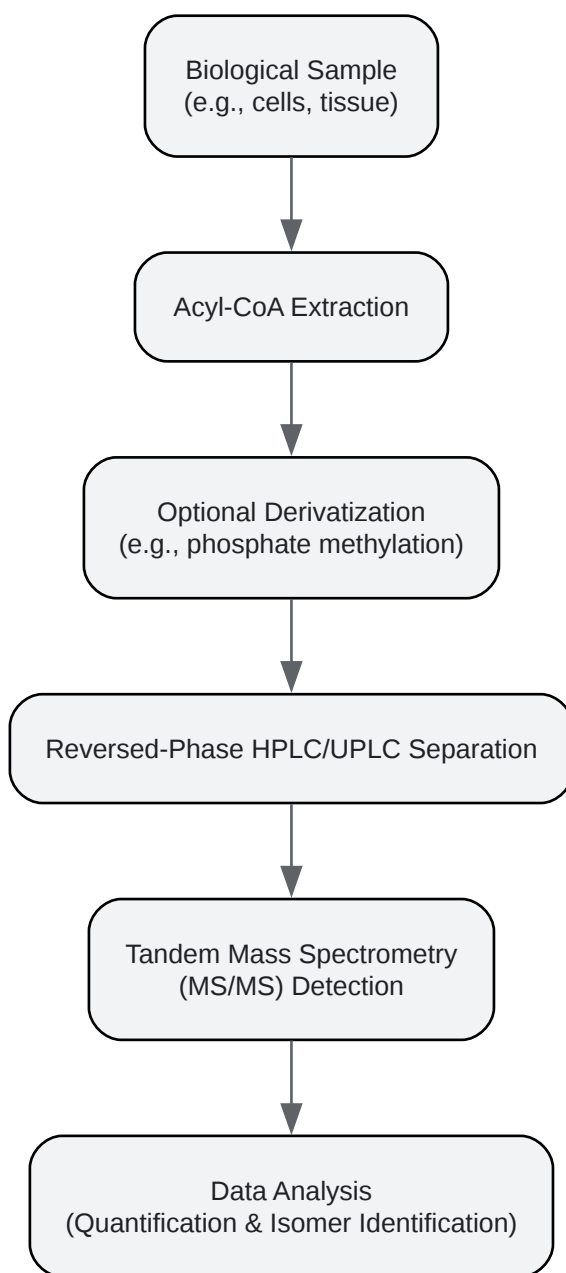 Biological Sample
(e.g., cells, tissue)
Acyl-CoA Extraction
Optional Derivatization
(e.g., phosphate methylation)
Reversed-Phase HPLC/UPLC Separation
Tandem Mass Spectrometry
(MS/MS) Detection
Data Analysis
(Quantification & Isomer Identification)